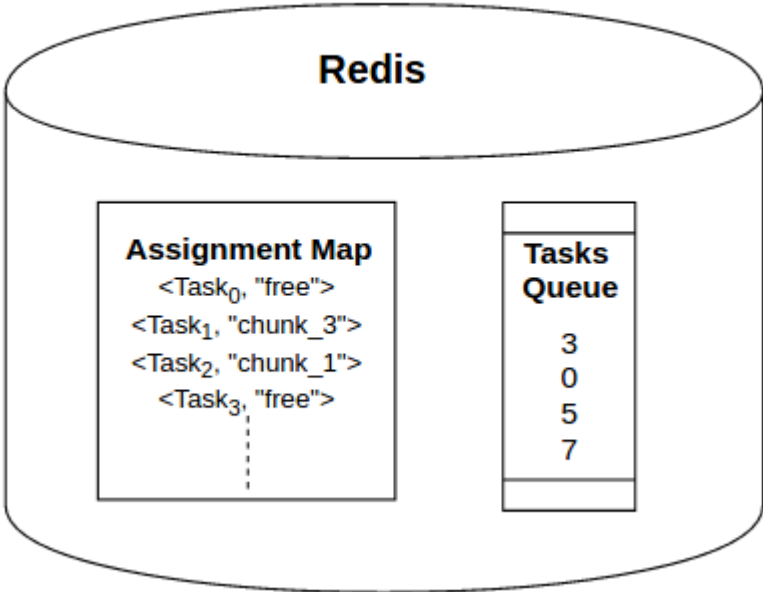 Redis
Assignment Map
<Task₀, "free">
<Task₁, "chunk_3">
<Task₂, "chunk_1">
<Task₃, "free">
Tasks
Queue
3
0
5
7